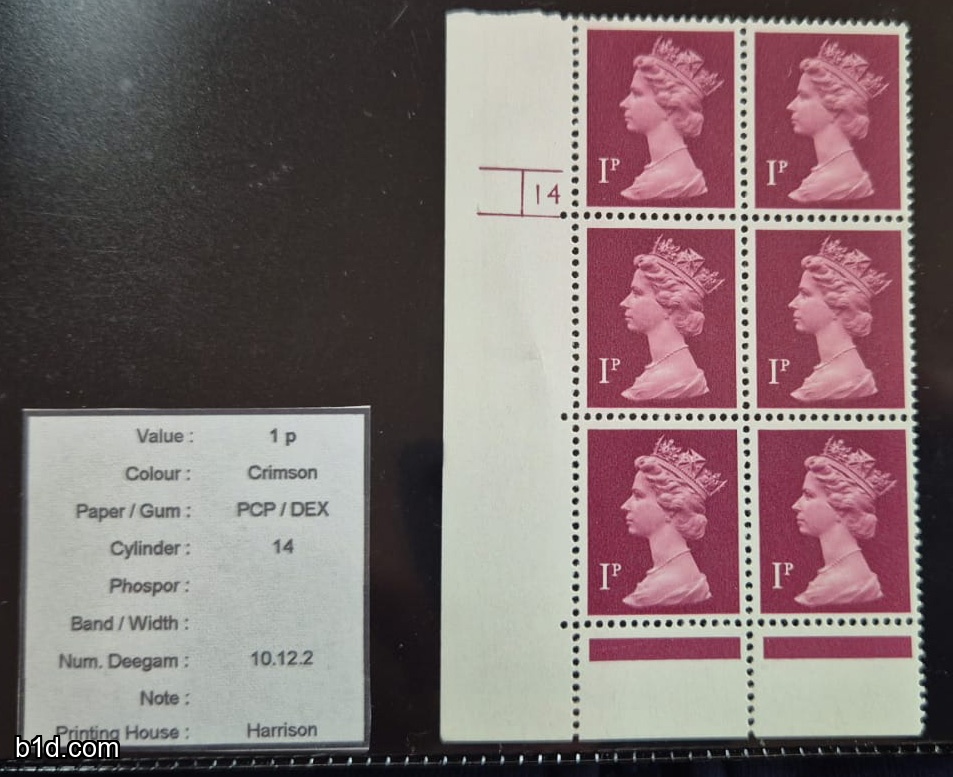 14
1P
1P
1P
1P
1P
1P
Value : 1 p
Colour : Crimson
Paper / Gum : PCP / DEX
Cylinder : 14
Phospor :
Band / Width :
Num. Deegam : 10.12.2
Note :
Printing House : Harrison
b1d.com